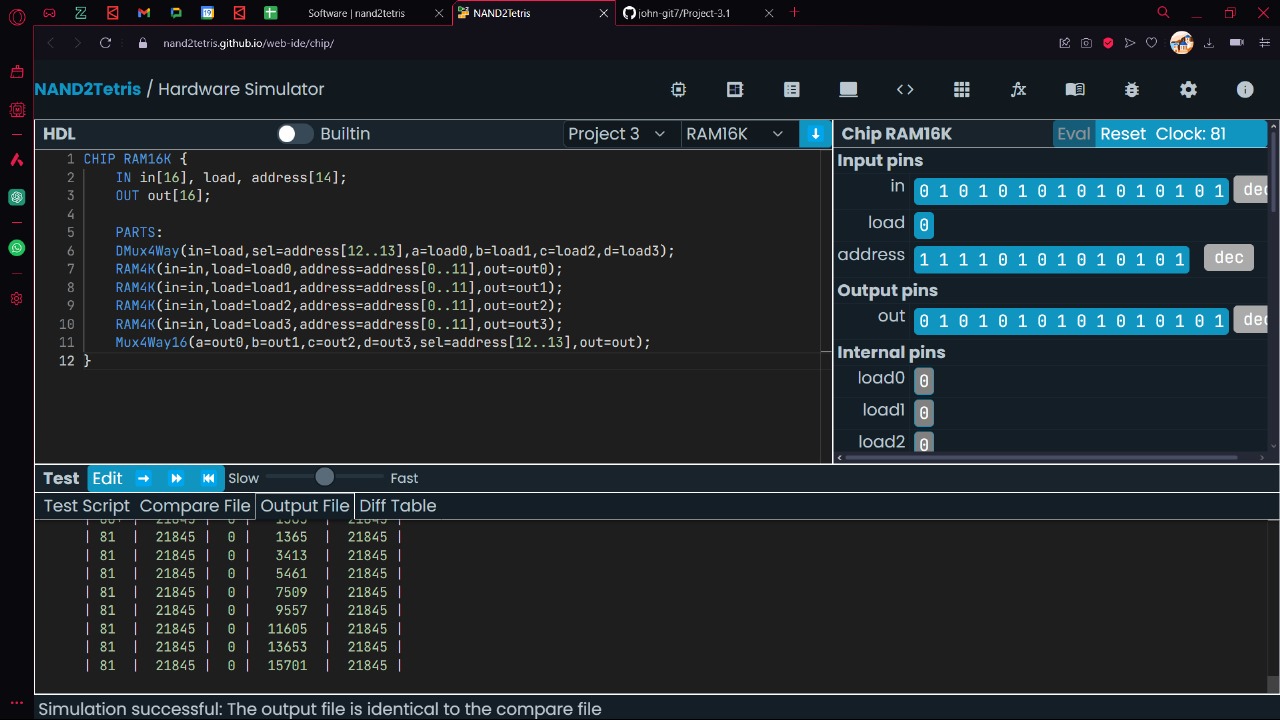 Software | nand2tetris
NAND2Tetris
john-git7/Project-3.1
nand2tetris.github.io/web-ide/chip/
NAND2Tetris / Hardware Simulator
HDL
Builtin
Project 3
RAM16K
1 CHIP RAM16K {
2 IN in[16], load, address[14];
3 OUT out[16];
4
5 PARTS:
6 DMux4Way(in=load,sel=address[12..13],a=load0,b=load1,c=load2,d=load3);
7 RAM4K(in=in,load=load0,address=address[0..11],out=out0);
8 RAM4K(in=in,load=load1,address=address[0..11],out=out1);
9 RAM4K(in=in,load=load2,address=address[0..11],out=out2);
10 RAM4K(in=in,load=load3,address=address[0..11],out=out3);
11 Mux4Way16(a=out0,b=out1,c=out2,d=out3,sel=address[12..13],out=out);
12 }
Chip RAM16K
Eval Reset Clock: 81
Input pins
in 0 1 0 1 0 1 0 1 0 1 0 1 0 1 0 1 dec
load 0
address 1 1 1 1 0 1 0 1 0 1 0 1 0 1 dec
Output pins
out 0 1 0 1 0 1 0 1 0 1 0 1 0 1 0 1 dec
Internal pins
load0 0
load1 0
load2 0
Test Edit Slow Fast
Test Script Compare File Output File Diff Table
| 81 | 21845 | 0 | 1365 | 21845 |
| 81 | 21845 | 0 | 3413 | 21845 |
| 81 | 21845 | 0 | 5461 | 21845 |
| 81 | 21845 | 0 | 7509 | 21845 |
| 81 | 21845 | 0 | 9557 | 21845 |
| 81 | 21845 | 0 | 11605 | 21845 |
| 81 | 21845 | 0 | 13653 | 21845 |
| 81 | 21845 | 0 | 15701 | 21845 |
Simulation successful: The output file is identical to the compare file